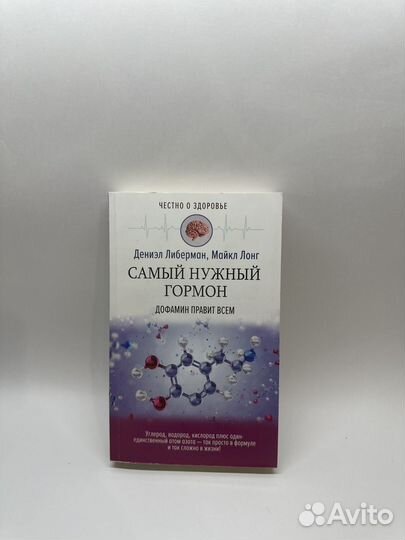 ЧЕСТНО О ЗДОРОВЬЕ
Дениэл Либерман, Майкл Лонг
САМЫЙ НУЖНЫЙ
ГОРМОН
ДОФАМИН ПРАВИТ ВСЕМ
Углерод, водород, кислород плюс один-
единственный атом азота — так просто в формуле
и так сложно в жизни!
Avito